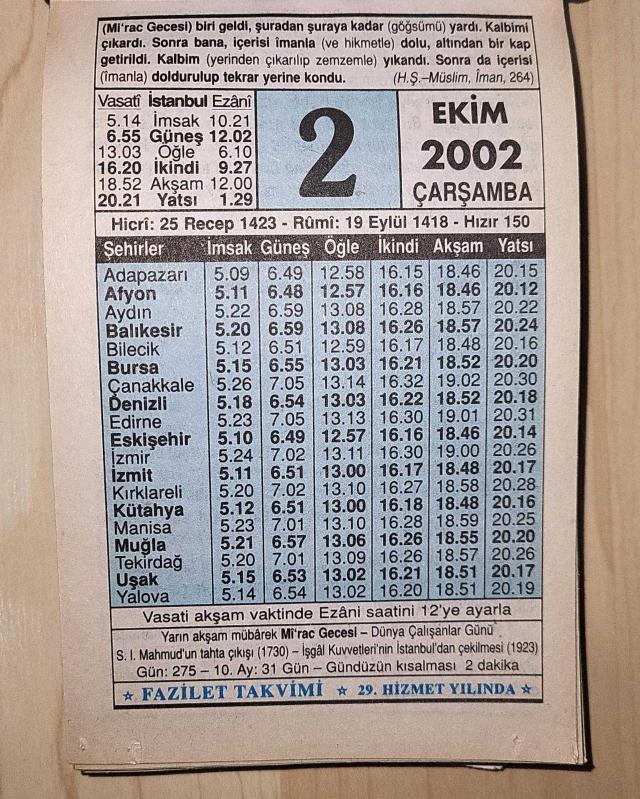 (Mi'rac Gecesi) biri geldi, şuradan şuraya kadar (göğsümü) yardı. Kalbimi
çıkardı. Sonra bana, içerisi îmanla (ve hikmetle) dolu, altından bir kap
getirildi. Kalbim (yerinden çıkarılıp zemzemle) yıkandı. Sonra da içerisi
(îmanla) doldurulup tekrar yerine kondu. (H.Ş.–Müslim, Îman, 264)
Vasatî İstanbul Ezânî
5.14 İmsak 10.21
6.55 Güneş 12.02
13.03 Öğle 6.10
16.20 İkindi 9.27
18.52 Akşam 12.00
20.21 Yatsı 1.29
2
EKİM
2002
ÇARŞAMBA
Hicrî: 25 Recep 1423 - Rûmî: 19 Eylül 1418 - Hızır 150
Şehirler İmsak Güneş Öğle İkindi Akşam Yatsı
Adapazarı 5.09 6.49 12.58 16.15 18.46 20.15
Afyon 5.11 6.48 12.57 16.16 18.46 20.12
Aydın 5.22 6.59 13.08 16.28 18.57 20.22
Balıkesir 5.20 6.59 13.08 16.26 18.57 20.24
Bilecik 5.12 6.51 12.59 16.17 18.48 20.16
Bursa 5.15 6.55 13.03 16.21 18.52 20.20
Çanakkale 5.26 7.05 13.14 16.32 19.02 20.30
Denizli 5.18 6.54 13.03 16.22 18.52 20.18
Edirne 5.23 7.05 13.13 16.30 19.01 20.31
Eskişehir 5.10 6.49 12.57 16.16 18.46 20.14
İzmir 5.24 7.02 13.11 16.30 19.00 20.26
İzmit 5.11 6.51 13.00 16.17 18.48 20.17
Kırklareli 5.20 7.02 13.10 16.27 18.58 20.28
Kütahya 5.12 6.51 13.00 16.18 18.48 20.16
Manisa 5.23 7.01 13.10 16.28 18.59 20.25
Muğla 5.21 6.57 13.06 16.26 18.55 20.20
Tekirdağ 5.20 7.01 13.09 16.26 18.57 20.26
Uşak 5.15 6.53 13.02 16.21 18.51 20.17
Yalova 5.14 6.54 13.02 16.20 18.51 20.19
Vasati akşam vaktinde Ezâni saatini 12'ye ayarla
Yarın akşam mübârek Mi'rac Gecesi – Dünya Çalışanlar Günü
S. I. Mahmud'un tahta çıkışı (1730) – İşgâl Kuvvetleri'nin İstanbul'dan çekilmesi (1923)
Gün: 275 – 10. Ay: 31 Gün – Gündüzün kısalması 2 dakika
☆ FAZİLET TAKVİMİ ☆ 29. HİZMET YILINDA ☆